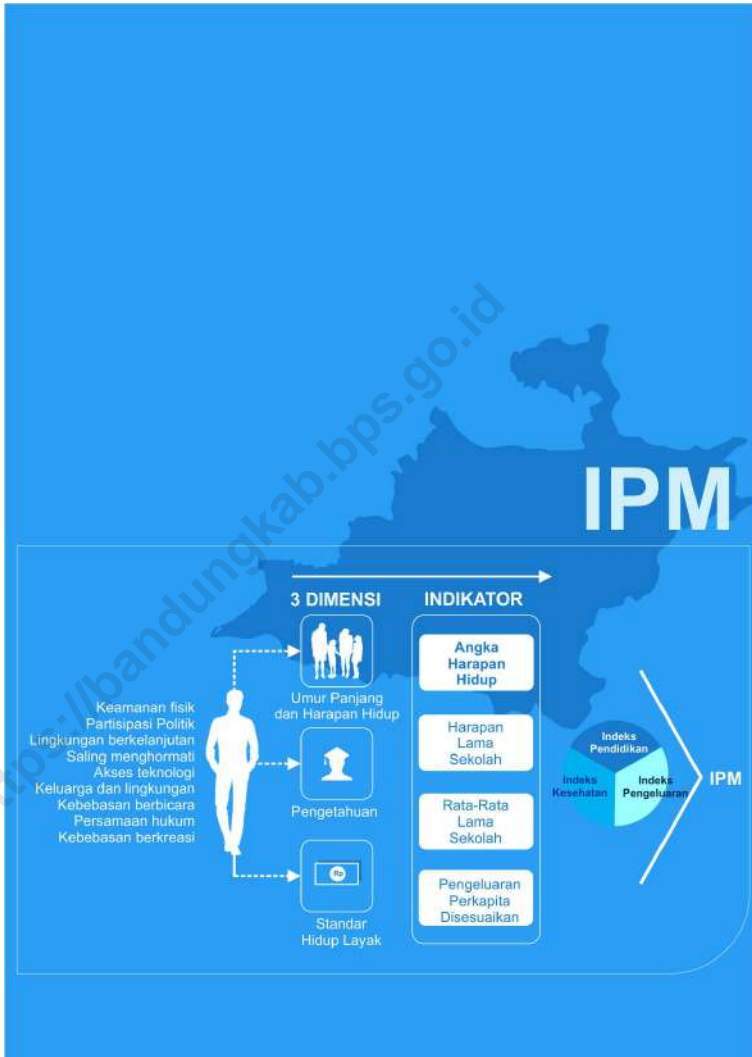 https://bandungkab.bps.go.id
IPM
3 DIMENSI
INDIKATOR
Keamanan fisik
Partisipasi Politik
Lingkungan berkelanjutan
Saling menghormati
Akses teknologi
Keluarga dan lingkungan
Kebebasan berbicara
Persamaan hukum
Kebebasan berkreasi
Umur Panjang
dan Harapan Hidup
Pengetahuan
Rp
Standar
Hidup Layak
Angka
Harapan
Hidup
Harapan
Lama
Sekolah
Rata-Rata
Lama
Sekolah
Pengeluaran
Perkapita
Disesuaikan
Indeks
Pendidikan
Indeks
Kesehatan
Indeks
Pengeluaran
IPM